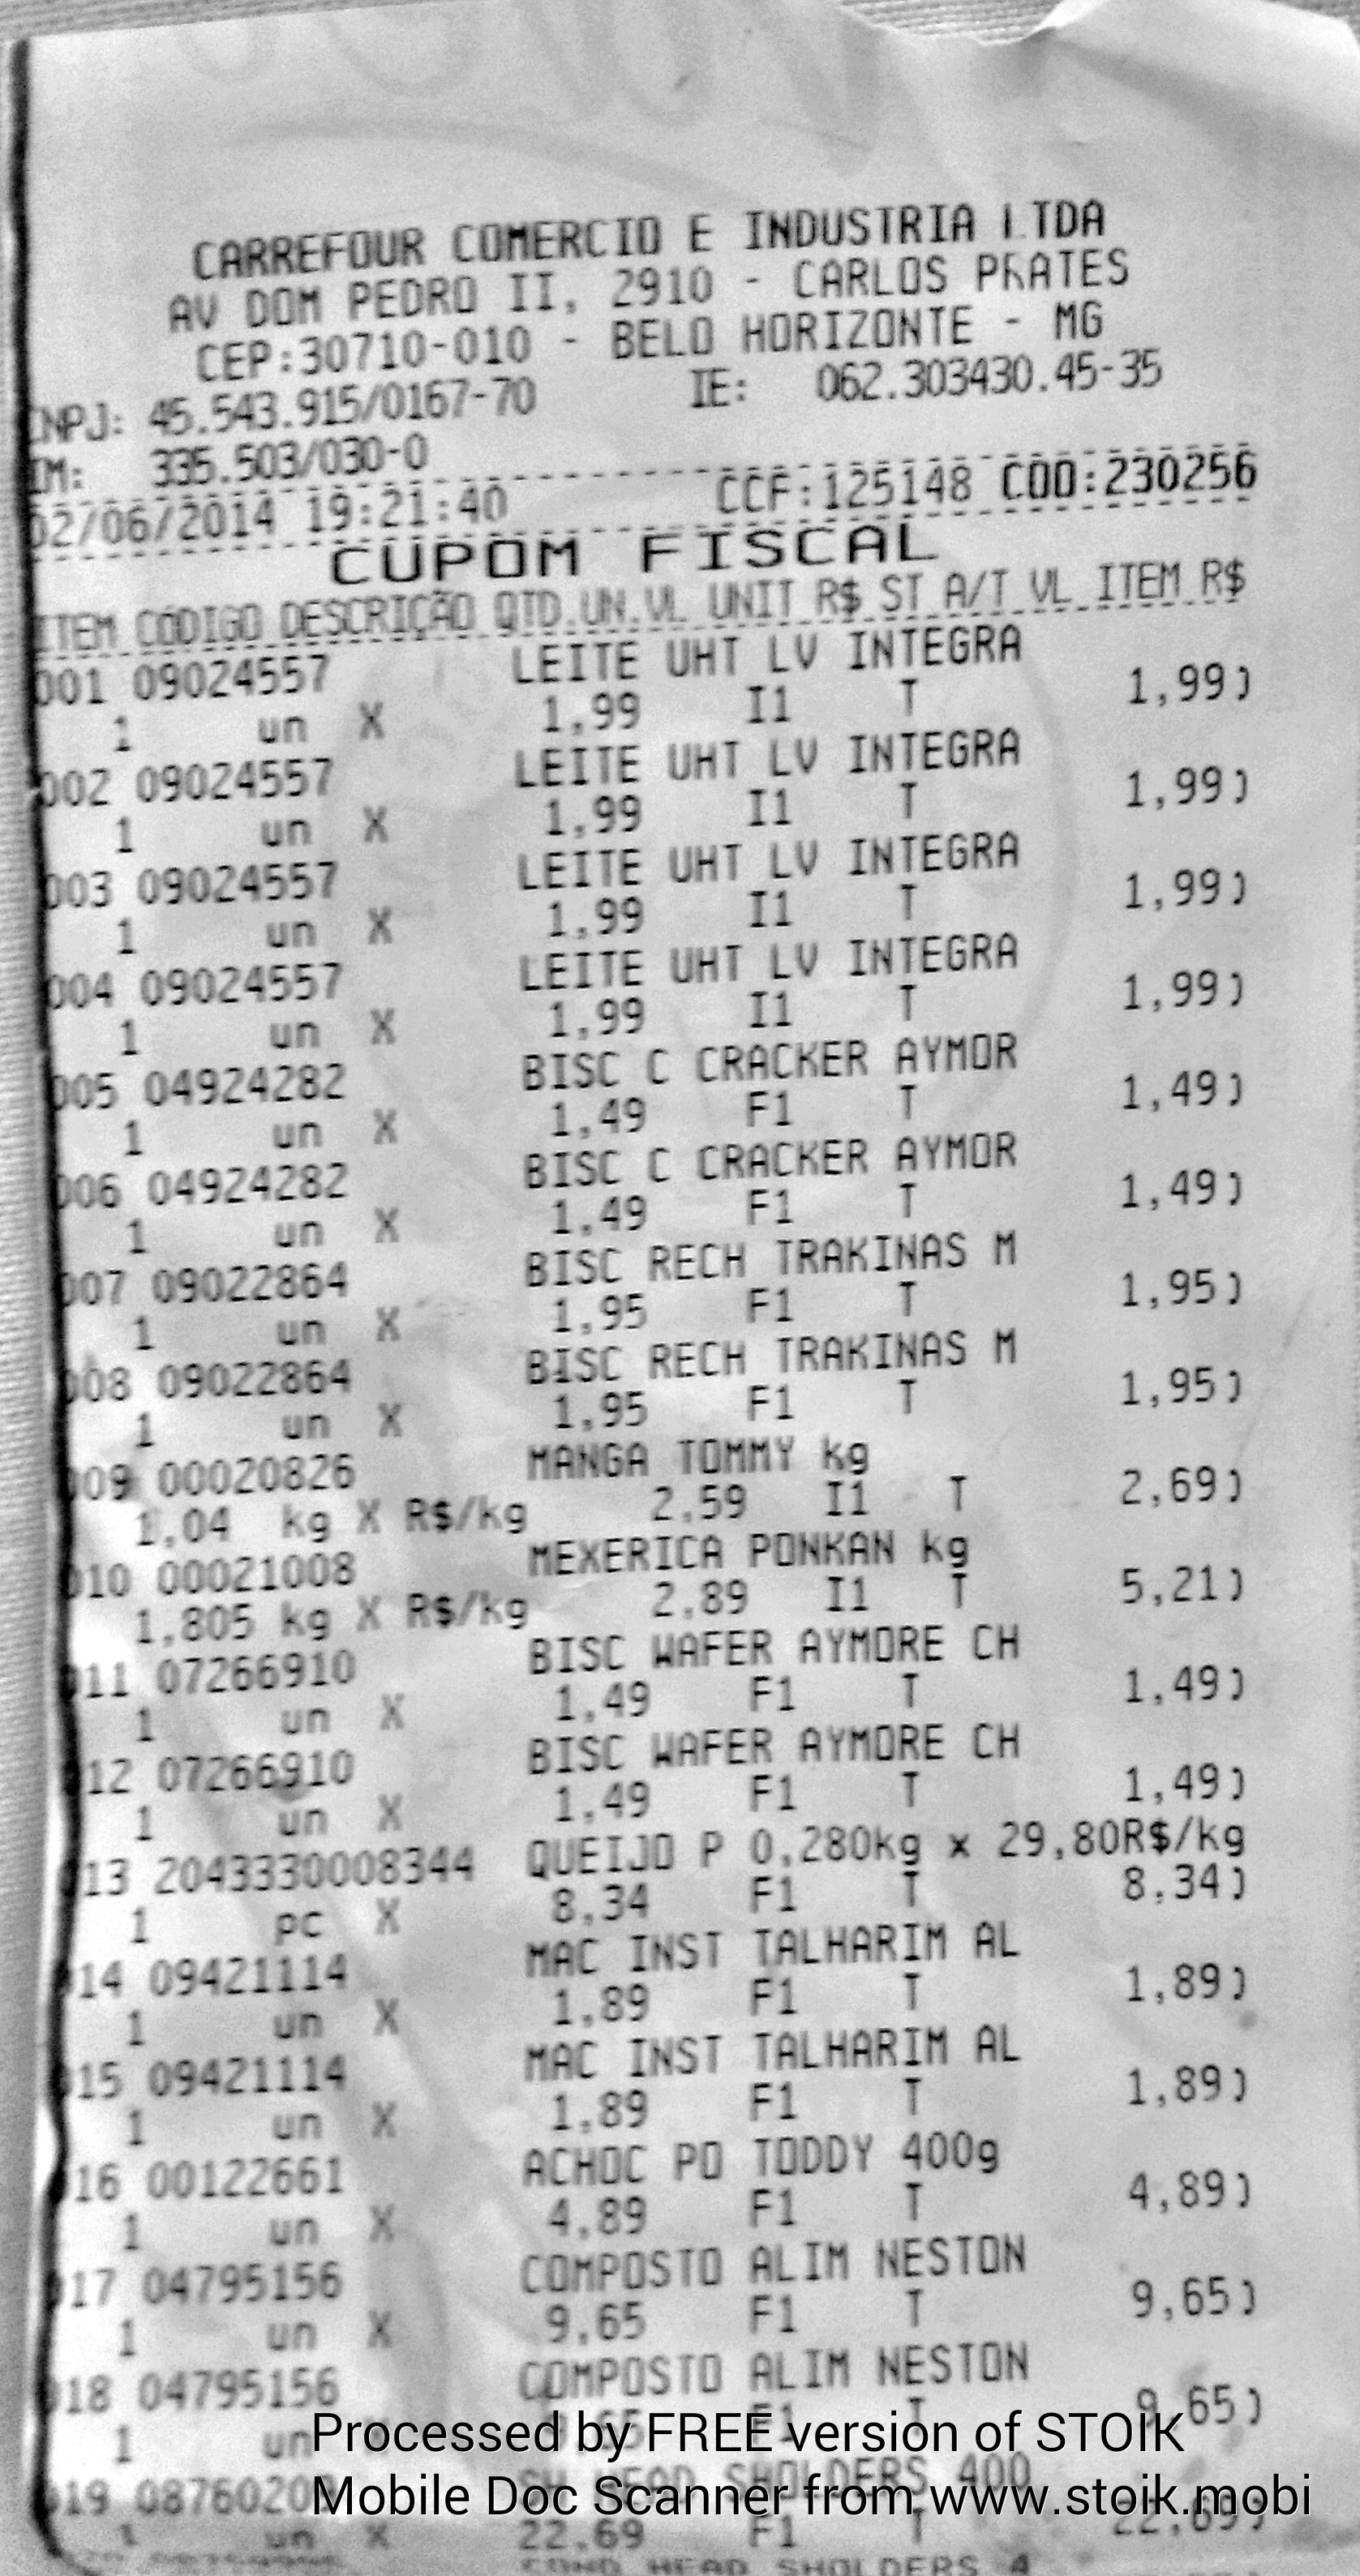 CARREFOUR COMERCIO E INDUSTRIA LTDA
AV DOM PEDRO II, 2910 - CARLOS PRATES
CEP:30710-010 - BELO HORIZONTE - MG
CNPJ: 45.543.915/0167-70 IE: 062.303430.45-35
IM: 335.503/030-0
02/06/2014 19:21:40 CCF:125148 COO:230256
CUPOM FISCAL
ITEM CÓDIGO DESCRIÇÃO QTD.UN.VL UNIT R$ ST A/T VL ITEM R$
001 09024557 LEITE UHT LV INTEGRA
1 un X 1,99 I1 T 1,99)
002 09024557 LEITE UHT LV INTEGRA
1 un X 1,99 I1 T 1,99)
003 09024557 LEITE UHT LV INTEGRA
1 un X 1,99 I1 T 1,99)
004 09024557 LEITE UHT LV INTEGRA
1 un X 1,99 I1 T 1,99)
005 04924282 BISC C CRACKER AYMOR
1 un X 1,49 F1 T 1,49)
006 04924282 BISC C CRACKER AYMOR
1 un X 1,49 F1 T 1,49)
007 09022864 BISC RECH TRAKINAS M
1 un X 1,95 F1 T 1,95)
008 09022864 BISC RECH TRAKINAS M
1 un X 1,95 F1 T 1,95)
009 00020826 MANGA TOMMY kg
1,04 kg X R$/kg 2,59 I1 T 2,69)
010 00021008 MEXERICA PONKAN kg
1,805 kg X R$/kg 2,89 I1 T 5,21)
011 07266910 BISC WAFER AYMORE CH
1 un X 1,49 F1 T 1,49)
012 07266910 BISC WAFER AYMORE CH
1 un X 1,49 F1 T 1,49)
013 2043330008344 QUEIJO P 0,280kg x 29,80R$/kg
1 pc X 8,34 F1 T 8,34)
014 09421114 MAC INST TALHARIM AL
1 un X 1,89 F1 T 1,89)
015 09421114 MAC INST TALHARIM AL
1 un X 1,89 F1 T 1,89)
016 00122661 ACHOC PO TODDY 400g
1 un X 4,89 F1 T 4,89)
017 04795156 COMPOSTO ALIM NESTON
1 un X 9,65 F1 T 9,65)
018 04795156 COMPOSTO ALIM NESTON
1 un 9,65)
Processed by FREE version of STOIK
019 SH HEAD SHOLDERS 400
Mobile Doc Scanner from www.stoik.mobi
1 un X 22,69 F1 T 22,69)
COND HEAD SHOLDERS 4